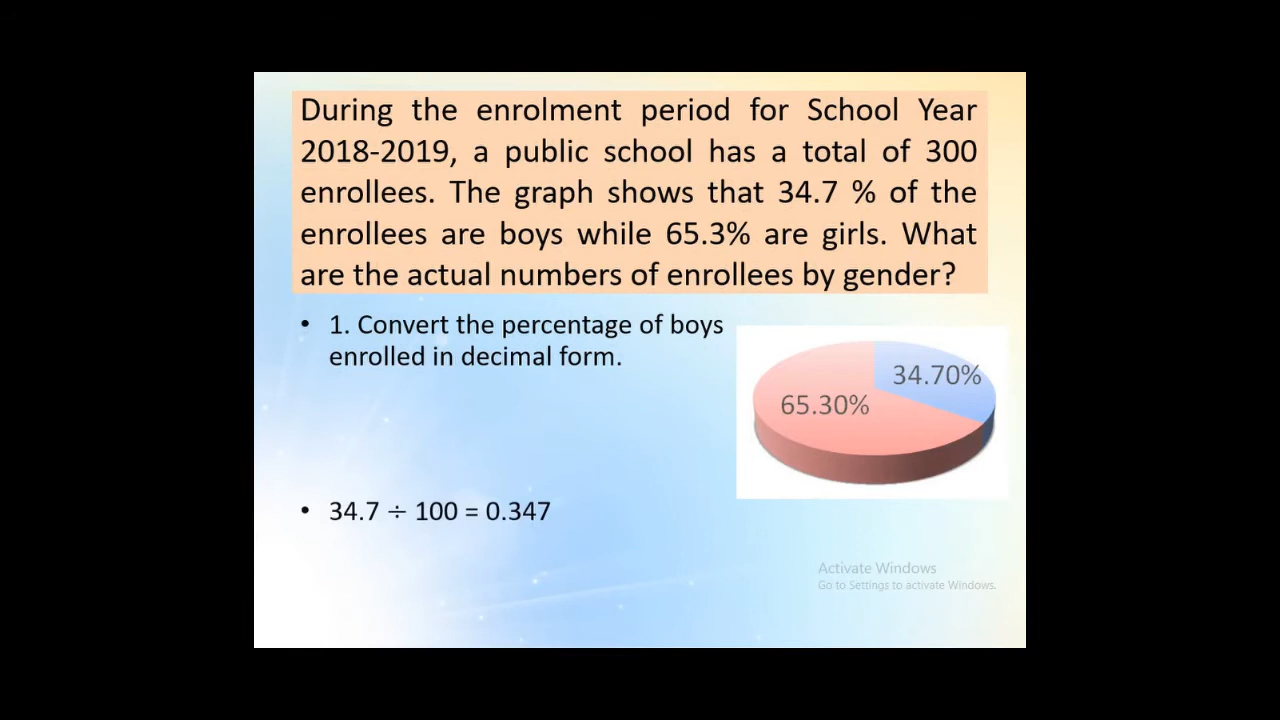 During the enrolment period for School Year
2018-2019, a public school has a total of 300
enrollees. The graph shows that 34.7 % of the
enrollees are boys while 65.3% are girls. What
are the actual numbers of enrollees by gender?
• 1. Convert the percentage of boys
enrolled in decimal form.
34.70%
65.30%
• 34.7 ÷ 100 = 0.347
Activate Windows
Go to Settings to activate Windows.